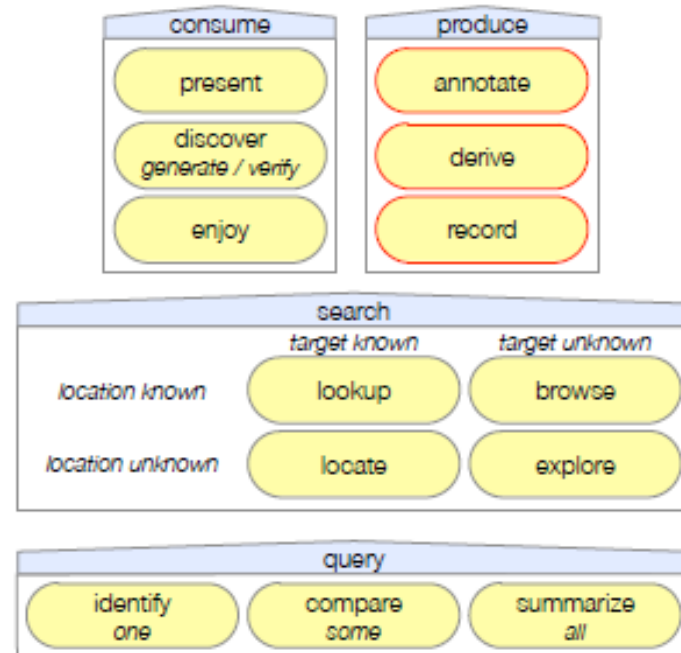 consume
present
discover
generate / verify
enjoy
produce
annotate
derive
record
search
target known target unknown
location known lookup browse
location unknown locate explore
query
identify compare summarize
one some all